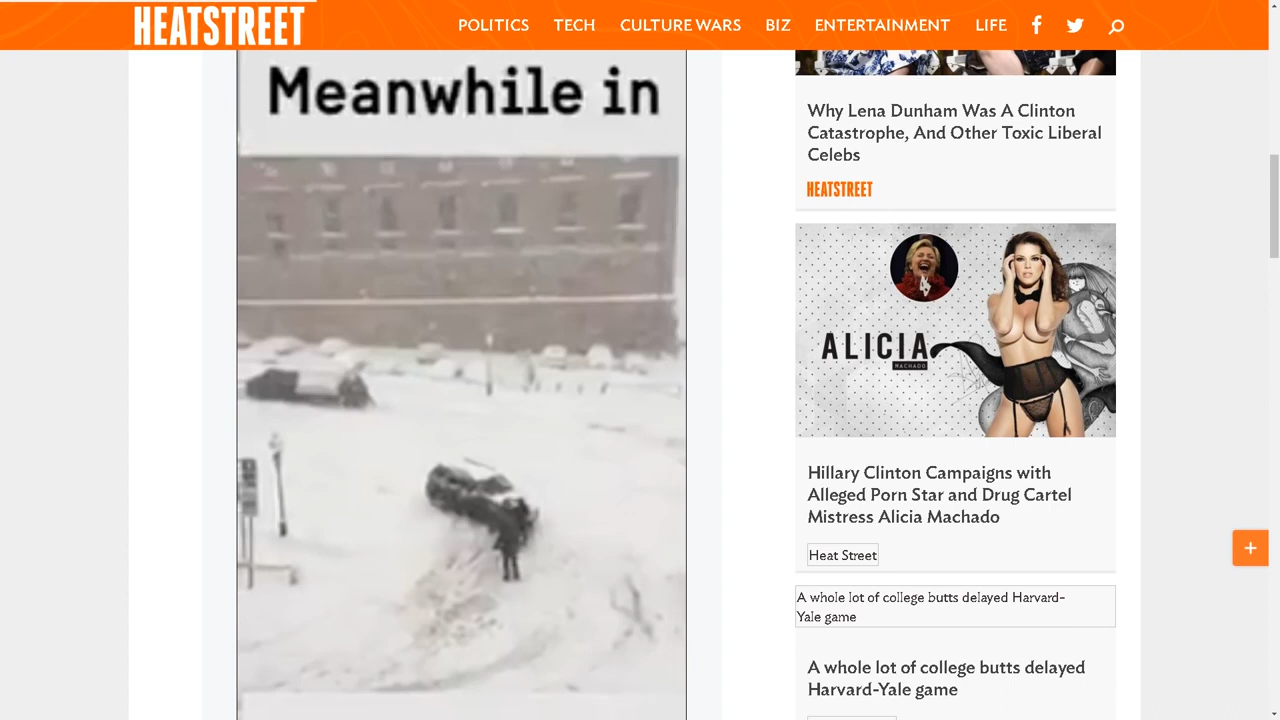 HEATSTREET
POLITICS TECH CULTURE WARS BIZ ENTERTAINMENT LIFE
Meanwhile in
Why Lena Dunham Was A Clinton
Catastrophe, And Other Toxic Liberal
Celebs
HEATSTREET
ALICIA
MACHADO
Hillary Clinton Campaigns with
Alleged Porn Star and Drug Cartel
Mistress Alicia Machado
Heat Street
A whole lot of college butts delayed Harvard-
Yale game
A whole lot of college butts delayed
Harvard-Yale game